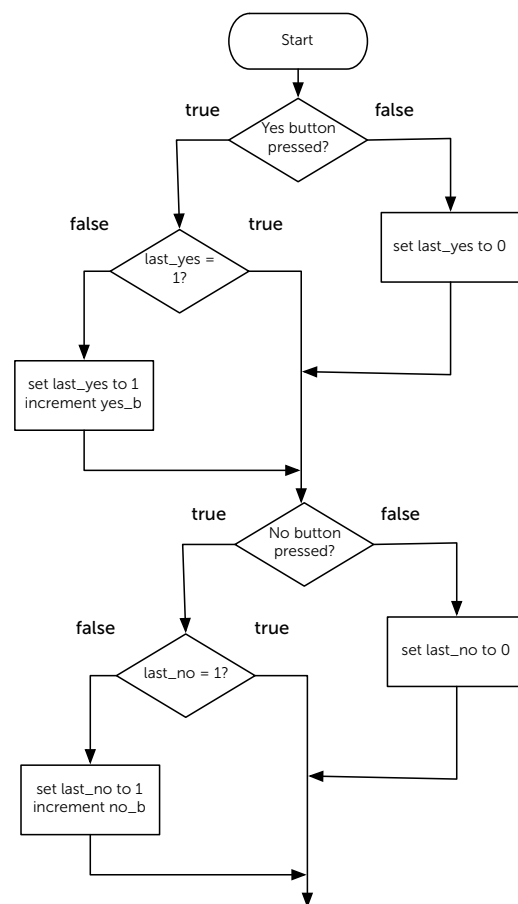 Start
true
false
Yes button
pressed?
false
true
last_yes =
1?
set last_yes to 0
set last_yes to 1
increment yes_b
true
false
No button
pressed?
false
true
last_no = 1?
set last_no to 0
set last_no to 1
increment no_b